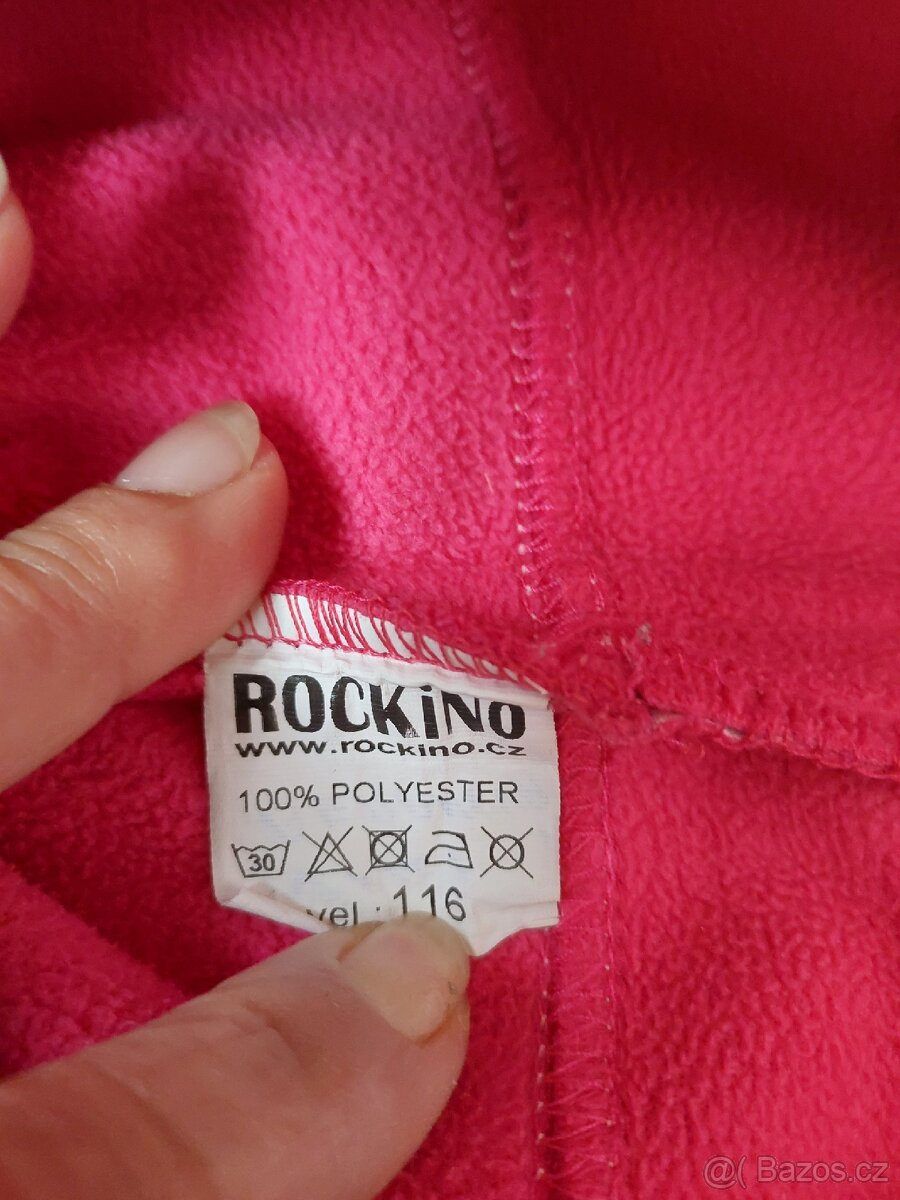 ROCKiNO
www.rockino.cz
100% POLYESTER
30
vel : 116
@( Bazos.cz